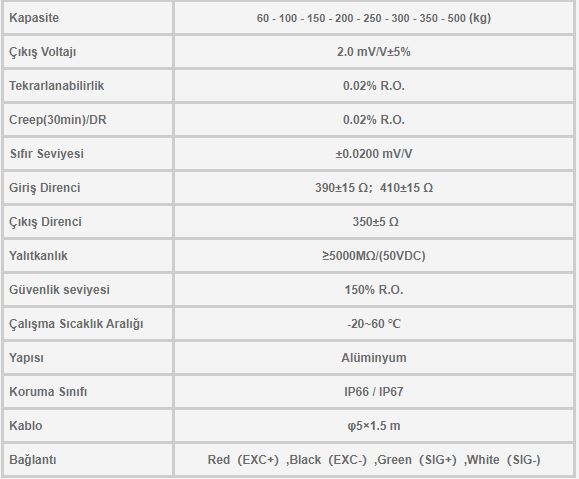 Kapasite 60 - 100 - 150 - 200 - 250 - 300 - 350 - 500 (kg)
Çıkış Voltajı 2.0 mV/V±5%
Tekrarlanabilirlik 0.02% R.O.
Creep(30min)/DR 0.02% R.O.
Sıfır Seviyesi ±0.0200 mV/V
Giriş Direnci 390±15 Ω；410±15 Ω
Çıkış Direnci 350±5 Ω
Yalıtkanlık ≥5000MΩ/(50VDC)
Güvenlik seviyesi 150% R.O.
Çalışma Sıcaklık Aralığı -20~60 ℃
Yapısı Alüminyum
Koruma Sınıfı IP66 / IP67
Kablo φ5×1.5 m
Bağlantı Red（EXC+）,Black（EXC-）,Green（SIG+）,White（SIG-）